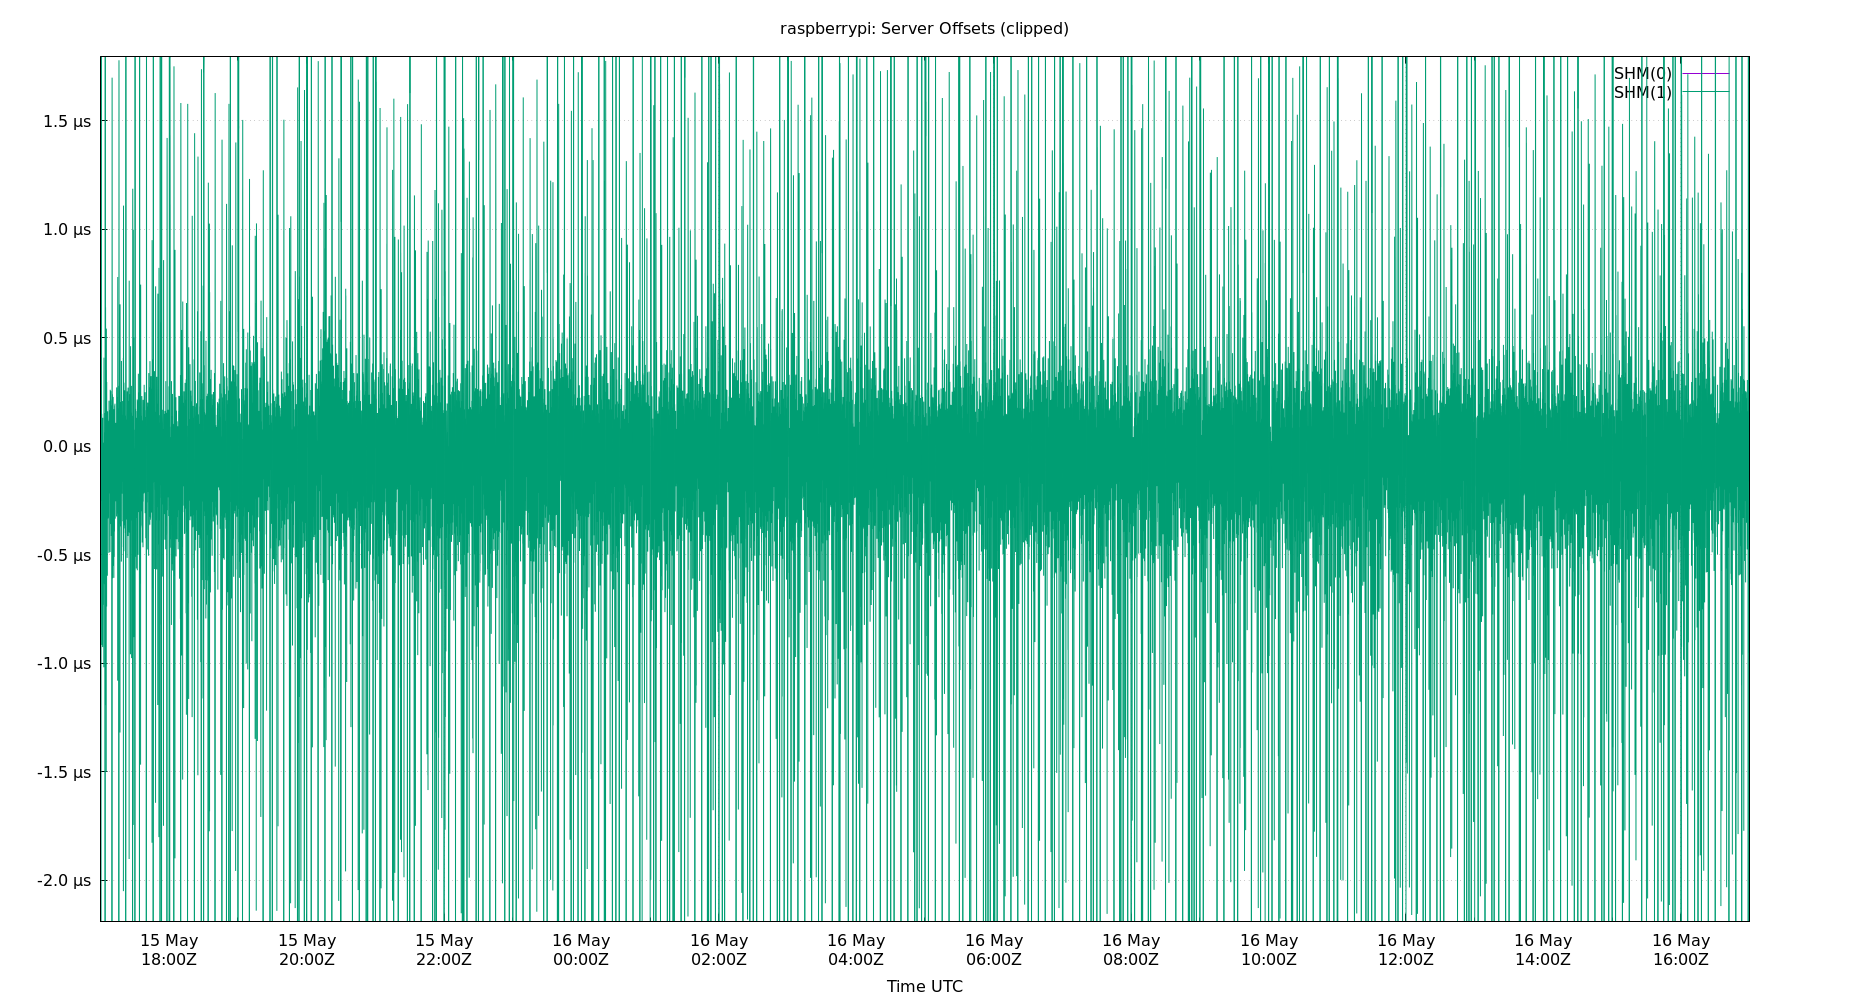 raspberrypi: Server Offsets (clipped)
SHM(0)
SHM(1)
1.5 µs
1.0 µs
0.5 µs
0.0 µs
-0.5 µs
-1.0 µs
-1.5 µs
-2.0 µs
15 May 15 May 15 May 16 May 16 May 16 May 16 May 16 May 16 May 16 May 16 May 16 May
18:00Z 20:00Z 22:00Z 00:00Z 02:00Z 04:00Z 06:00Z 08:00Z 10:00Z 12:00Z 14:00Z 16:00Z
Time UTC